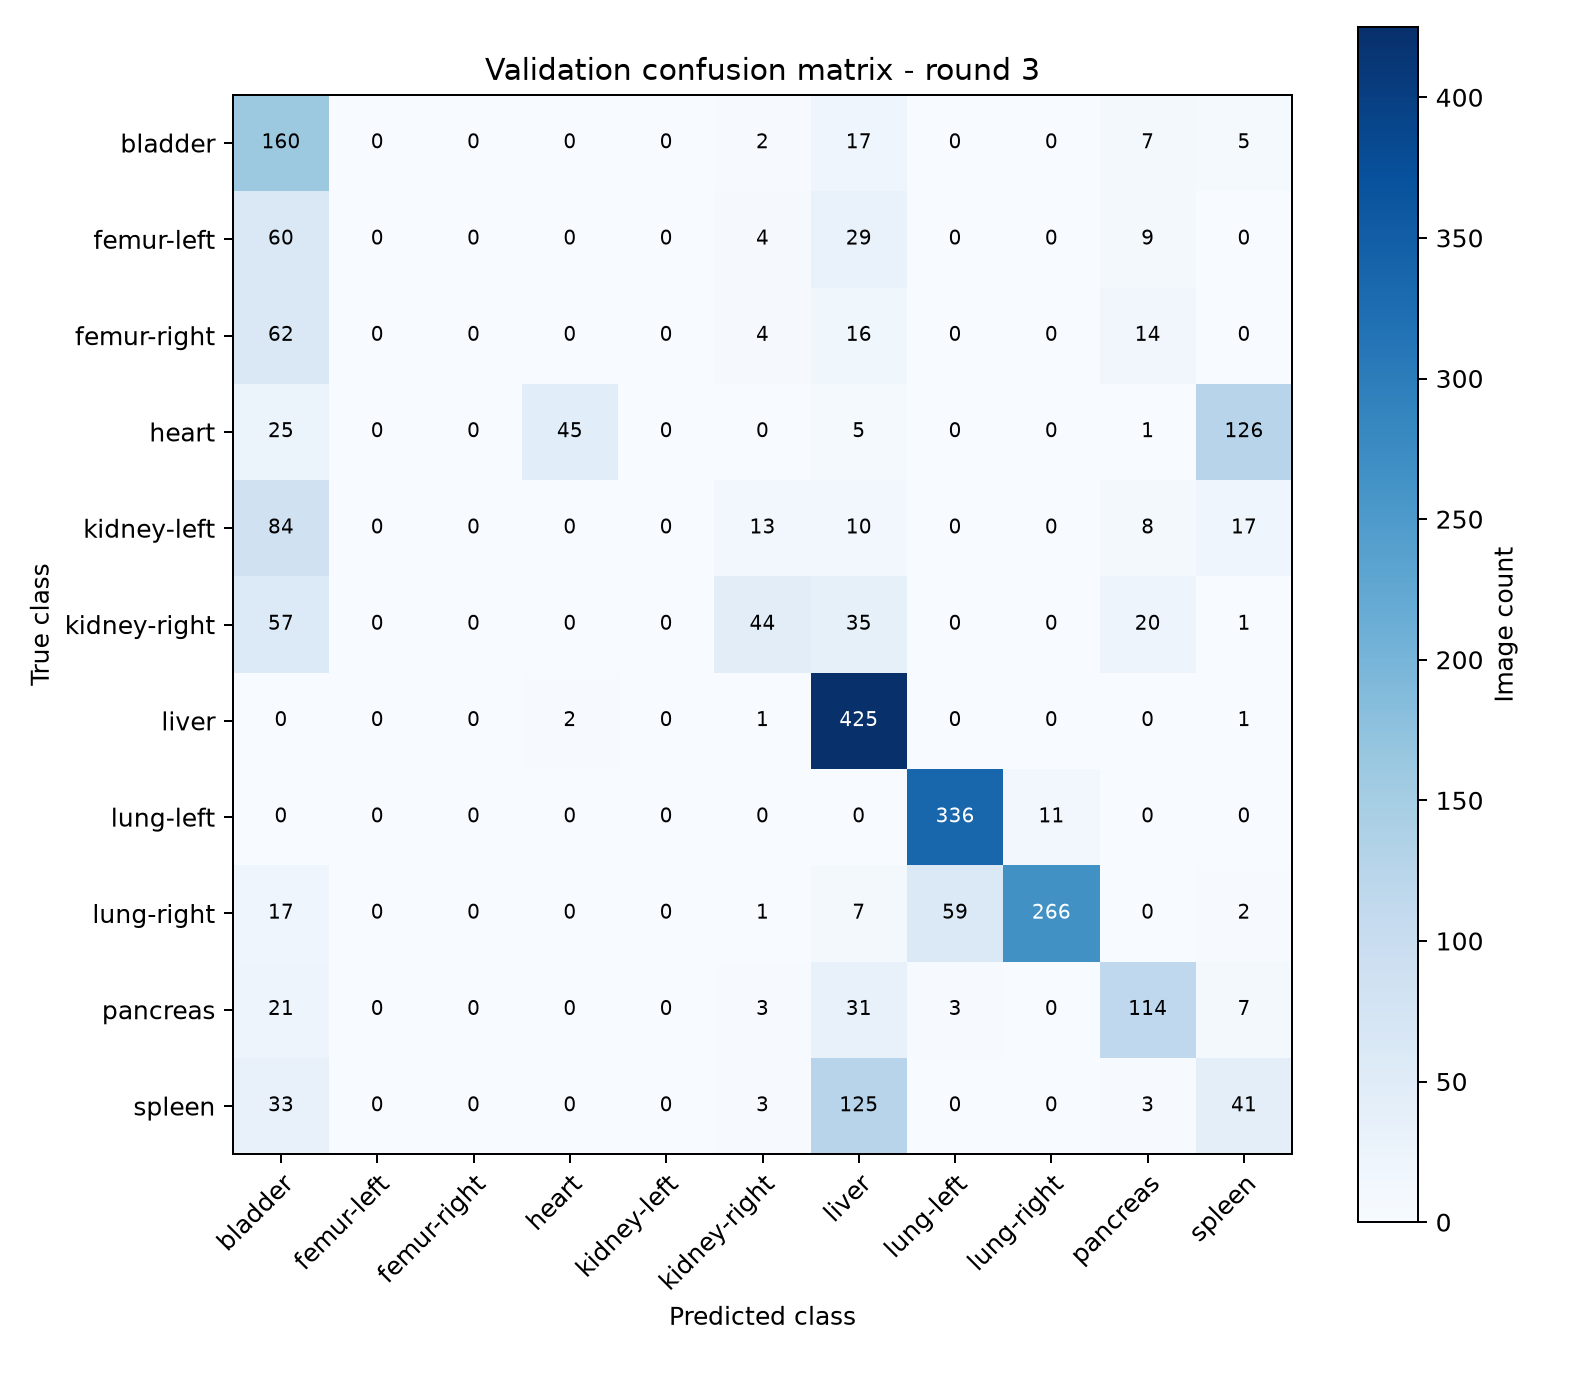 Validation confusion matrix - round 3
True class
bladder 160 0 0 0 0 2 17 0 0 7 5
femur-left 60 0 0 0 0 4 29 0 0 9 0
femur-right 62 0 0 0 0 4 16 0 0 14 0
heart 25 0 0 45 0 0 5 0 0 1 126
kidney-left 84 0 0 0 0 13 10 0 0 8 17
kidney-right 57 0 0 0 0 44 35 0 0 20 1
liver 0 0 0 2 0 1 425 0 0 0 1
lung-left 0 0 0 0 0 0 0 336 11 0 0
lung-right 17 0 0 0 0 1 7 59 266 0 2
pancreas 21 0 0 0 0 3 31 3 0 114 7
spleen 33 0 0 0 0 3 125 0 0 3 41
bladder femur-left femur-right heart kidney-left kidney-right liver lung-left lung-right pancreas spleen
Predicted class
400
350
300
250
200
150
100
50
0
Image count